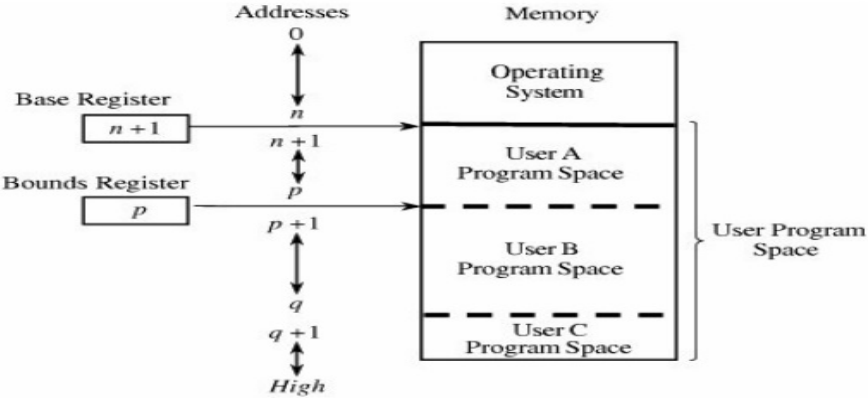 Addresses
Memory
0
Operating
System
Base Register
n + 1
n
n + 1
User A
Program Space
Bounds Register
p
p
p + 1
User B
Program Space
User Program
Space
q
q + 1
User C
Program Space
High